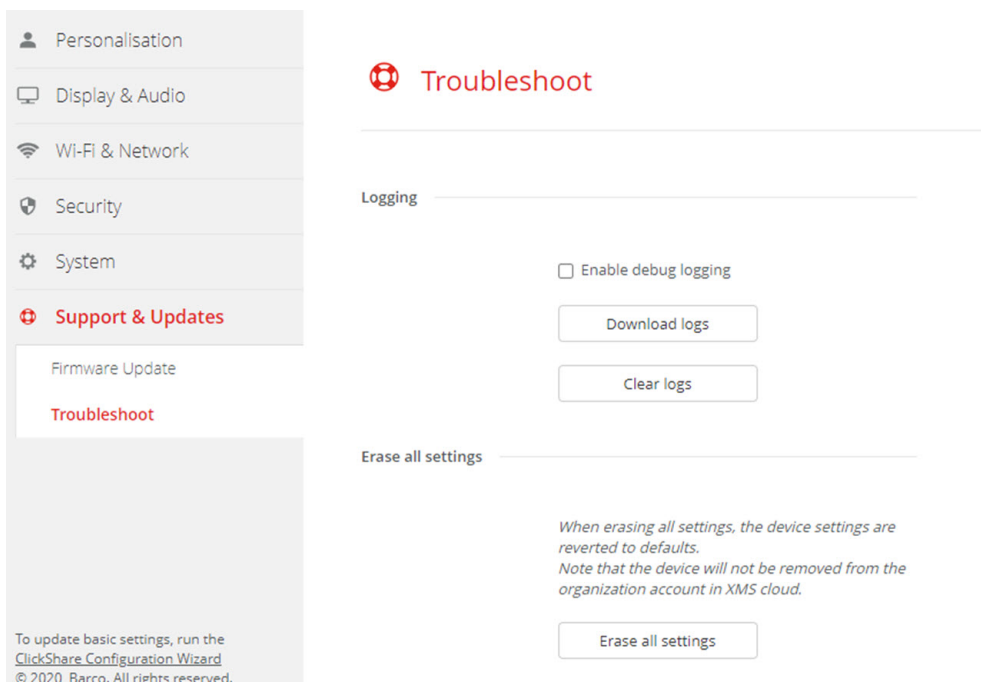 Personalisation
Display & Audio
Wi-Fi & Network
Security
System
Support & Updates
Firmware Update
Troubleshoot
To update basic settings, run the
ClickShare Configuration Wizard
© 2020 Barco. All rights reserved.
Troubleshoot
Logging
Enable debug logging
Download logs
Clear logs
Erase all settings
When erasing all settings, the device settings are
reverted to defaults.
Note that the device will not be removed from the
organization account in XMS cloud.
Erase all settings